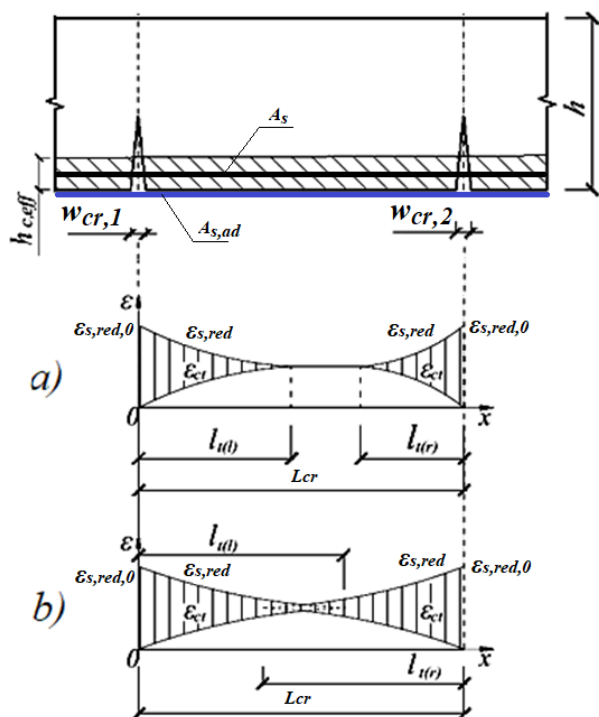 A_s
h
h_c,eff
w_cr,1
A_s,ad
w_cr,2
ε
ε_s,red,0 ε_s,red ε_s,red ε_s,red,0
a)
ε_ct ε_ct
0 x
l_t(l) l_t(r)
L_cr
ε
l_t(l)
ε_s,red,0 ε_s,red ε_s,red ε_s,red,0
b)
ε_ct ε_ct
0 x
l_t(r)
L_cr